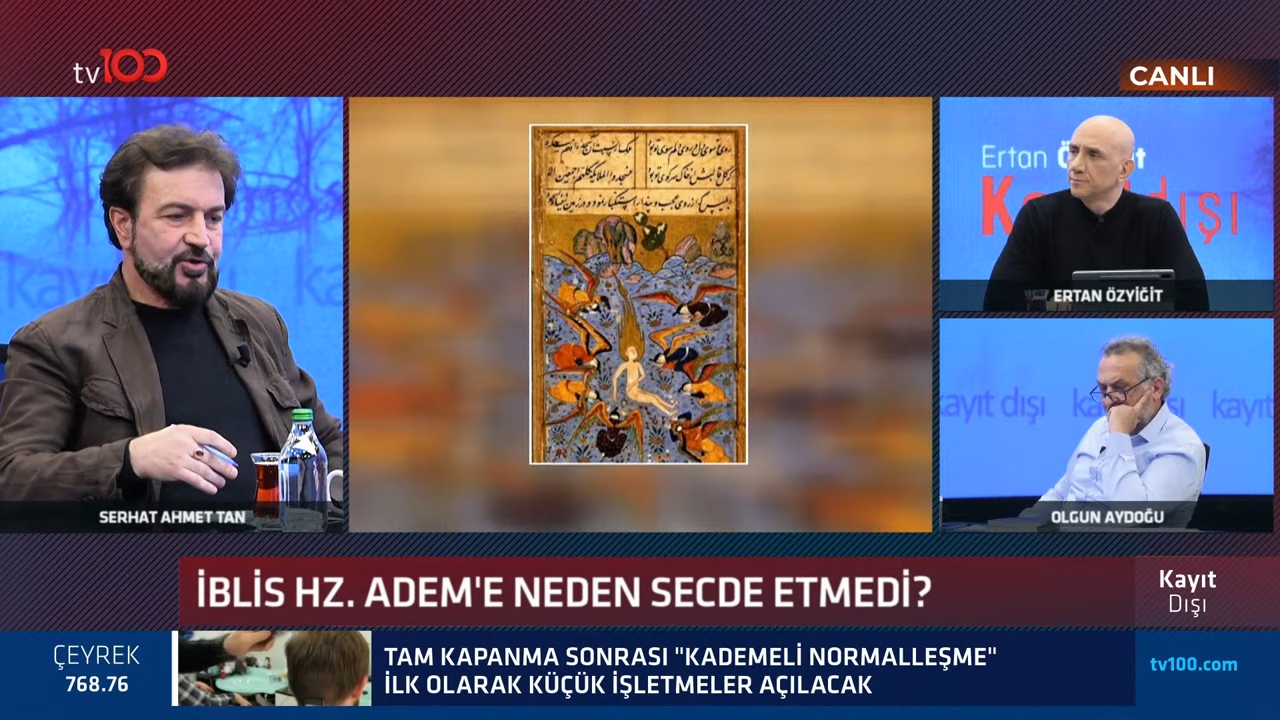 tv100
CANLI
Ertan
SERHAT AHMET TAN
ERTAN ÖZYİĞİT
kayıt dışı
OLGUN AYDOĞU
İBLİS HZ. ADEM'E NEDEN SECDE ETMEDİ?
Kayıt
Dışı
ÇEYREK
768.76
TAM KAPANMA SONRASI "KADEMELİ NORMALLEŞME"
İLK OLARAK KÜÇÜK İŞLETMELER AÇILACAK
tv100.com